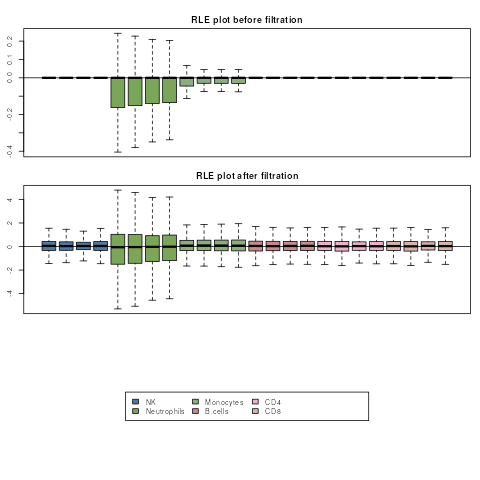 RLE plot before filtration
0.2
0.1
0.0
-0.2
-0.4
RLE plot after filtration
4
2
0
-2
-4
NK Monocytes CD4
Neutrophils B.cells CD8